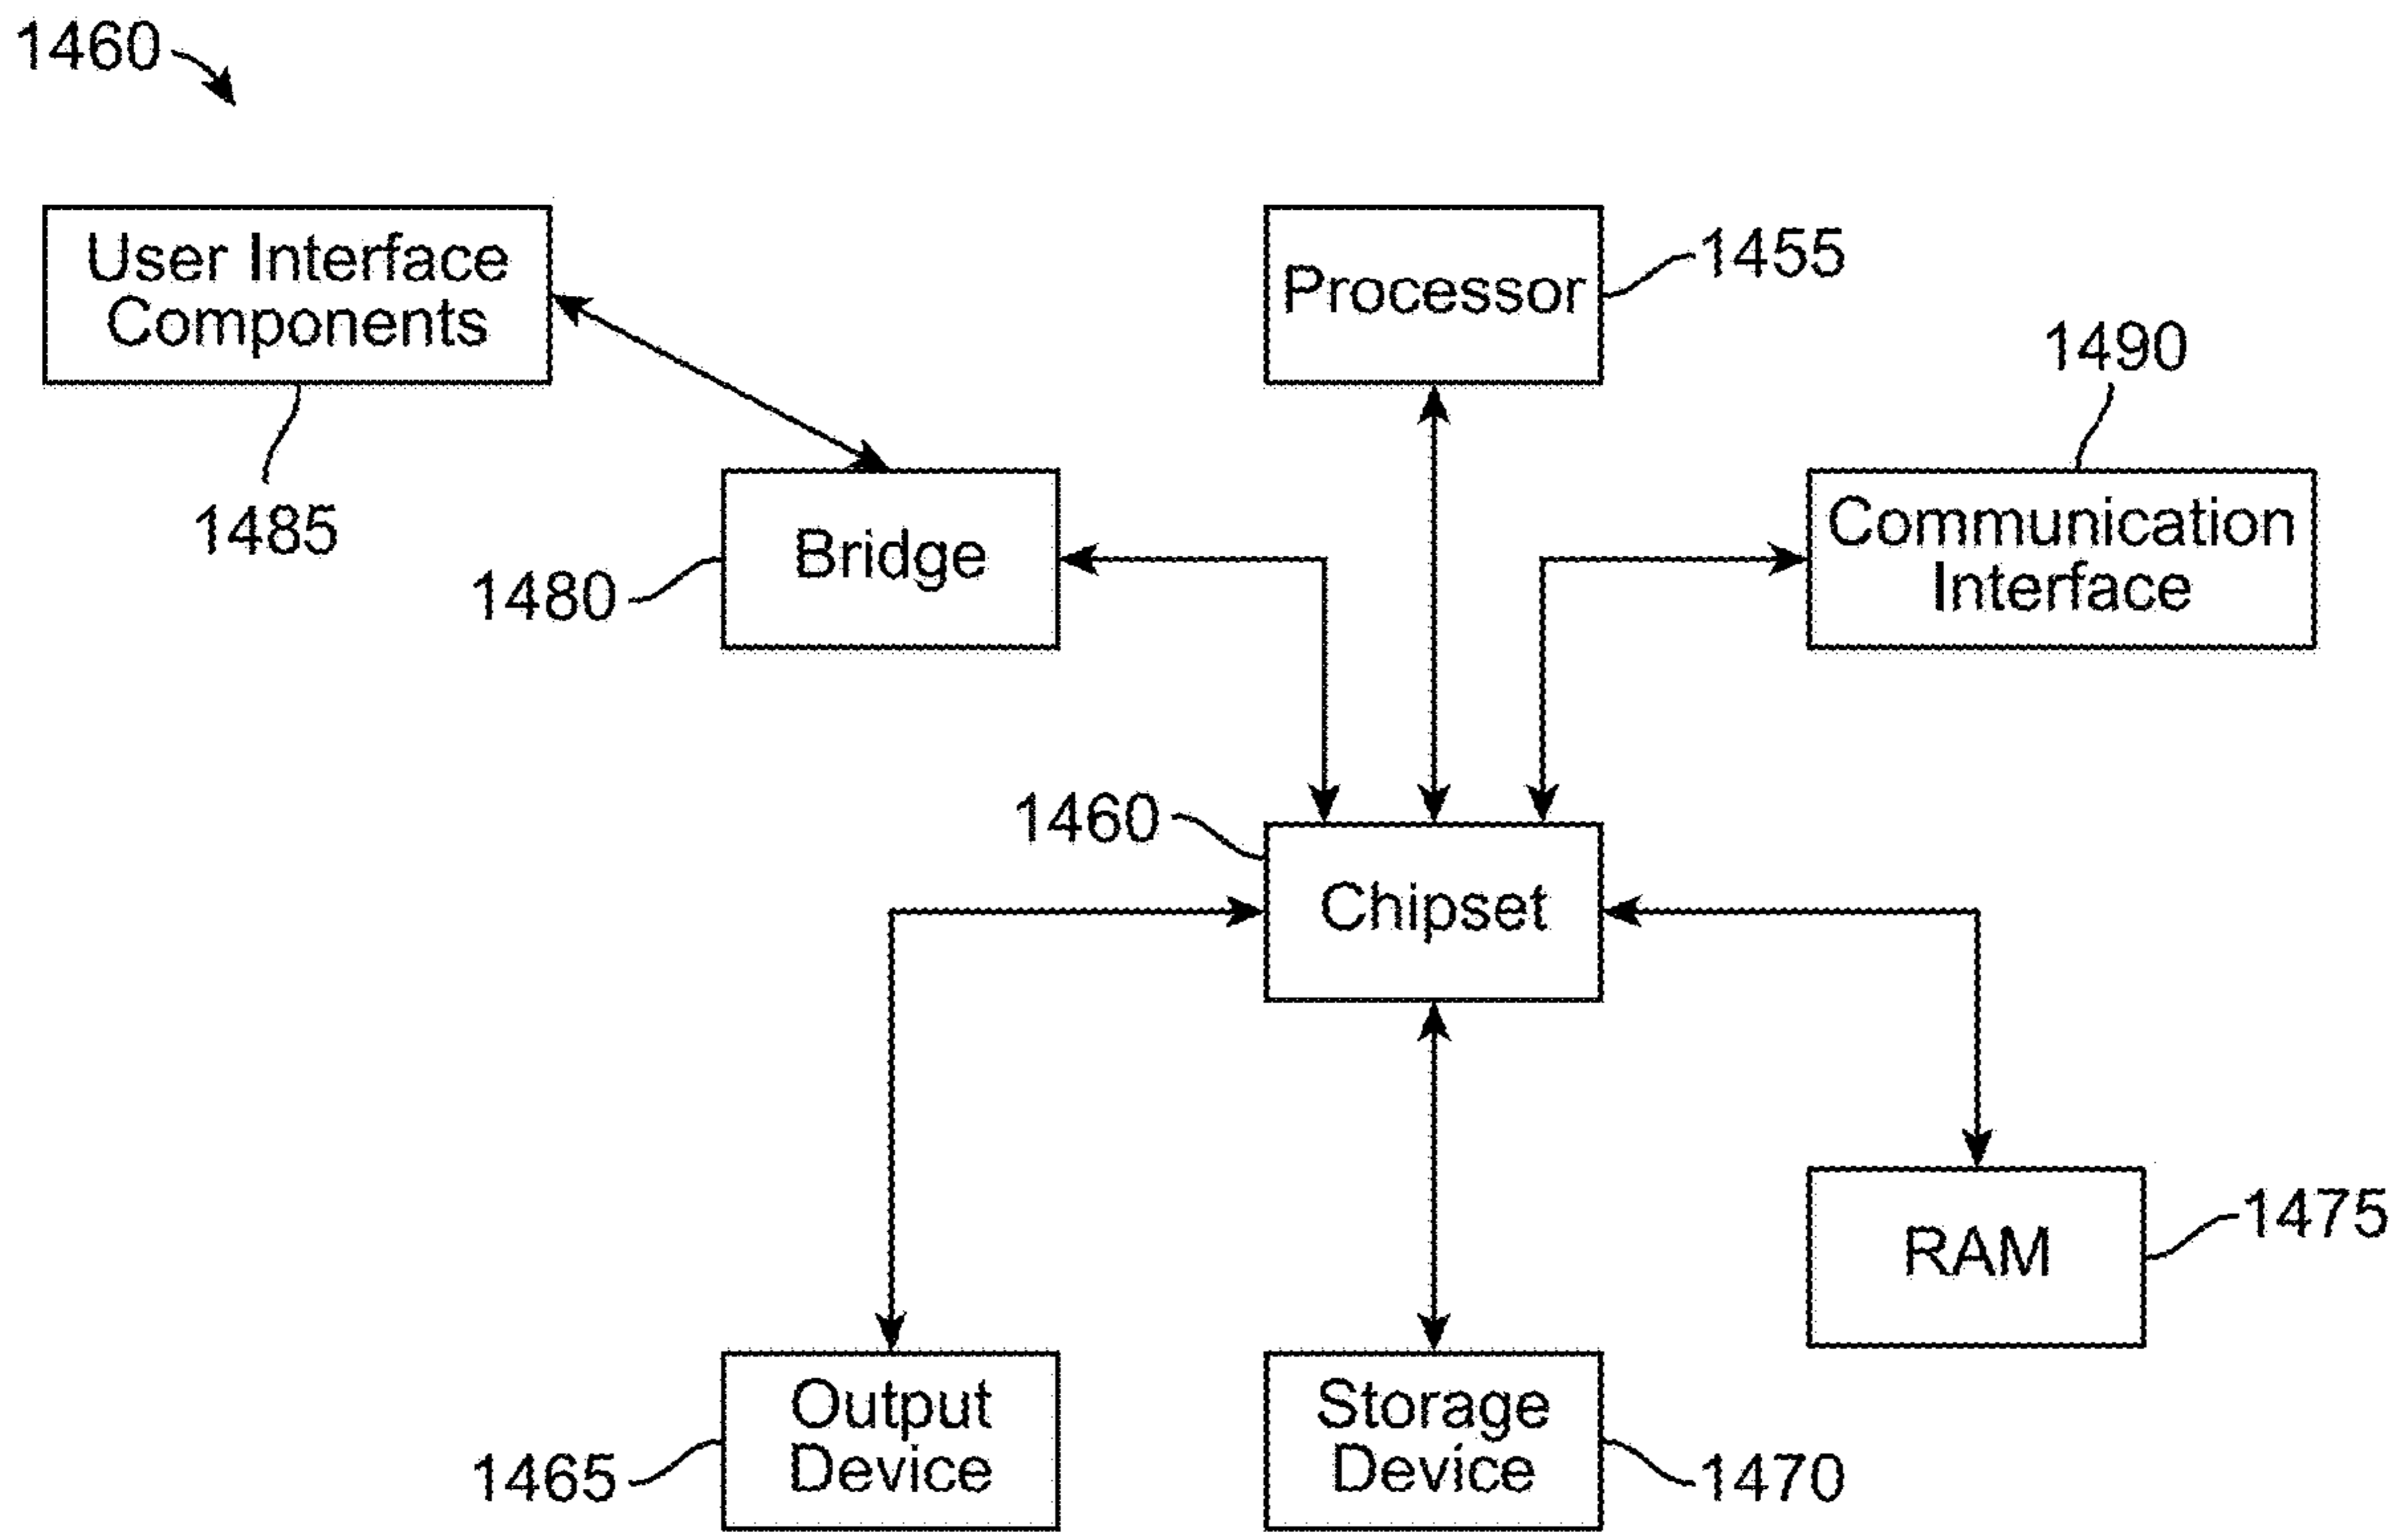 1460
User Interface
Components
Processor
1455
1490
1485
Bridge
1480
Communication
Interface
1460
Chipset
RAM
1475
Output
Device
1465
Storage
Device
1470